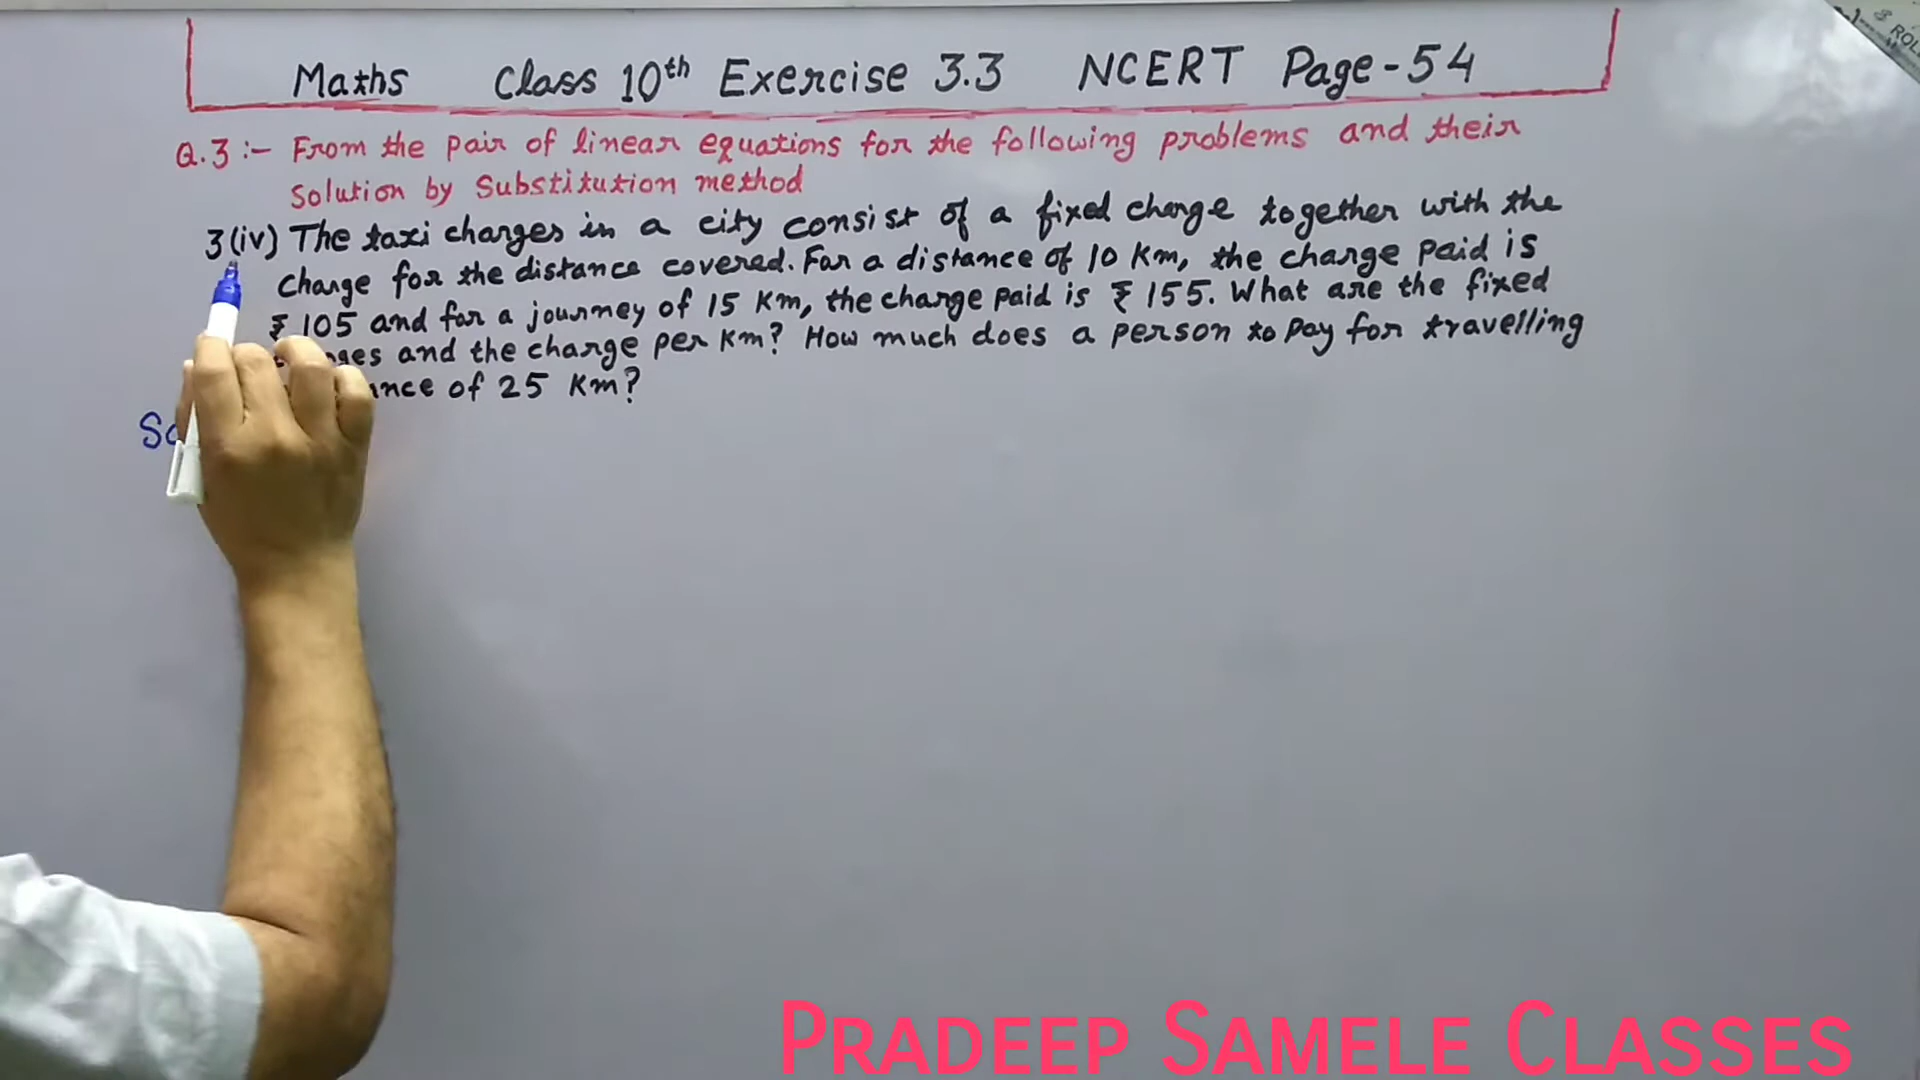 Maths Class 10th Exercise 3.3 NCERT Page-54
Q.3:- From the pair of linear equations for the following problems and their
Solution by Substitution method
3(iv) The taxi charges in a city consist of a fixed charge together with the
Charge for the distance covered. For a distance of 10 Km, the charge paid is
₹ 105 and for a journey of 15 Km, the charge paid is ₹ 155. What are the fixed
and the charge per Km? How much does a person to pay for travelling
of 25 Km?
PRADEEP SAMELE CLASSES